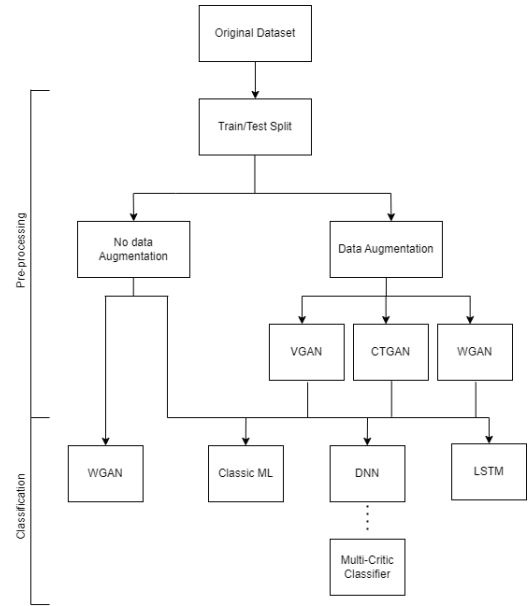 Original Dataset
Pre-processing
Train/Test Split
No data
Augmentation
Data Augmentation
VGAN
CTGAN
WGAN
Classification
WGAN
Classic ML
DNN
LSTM
Multi-Critic
Classifier